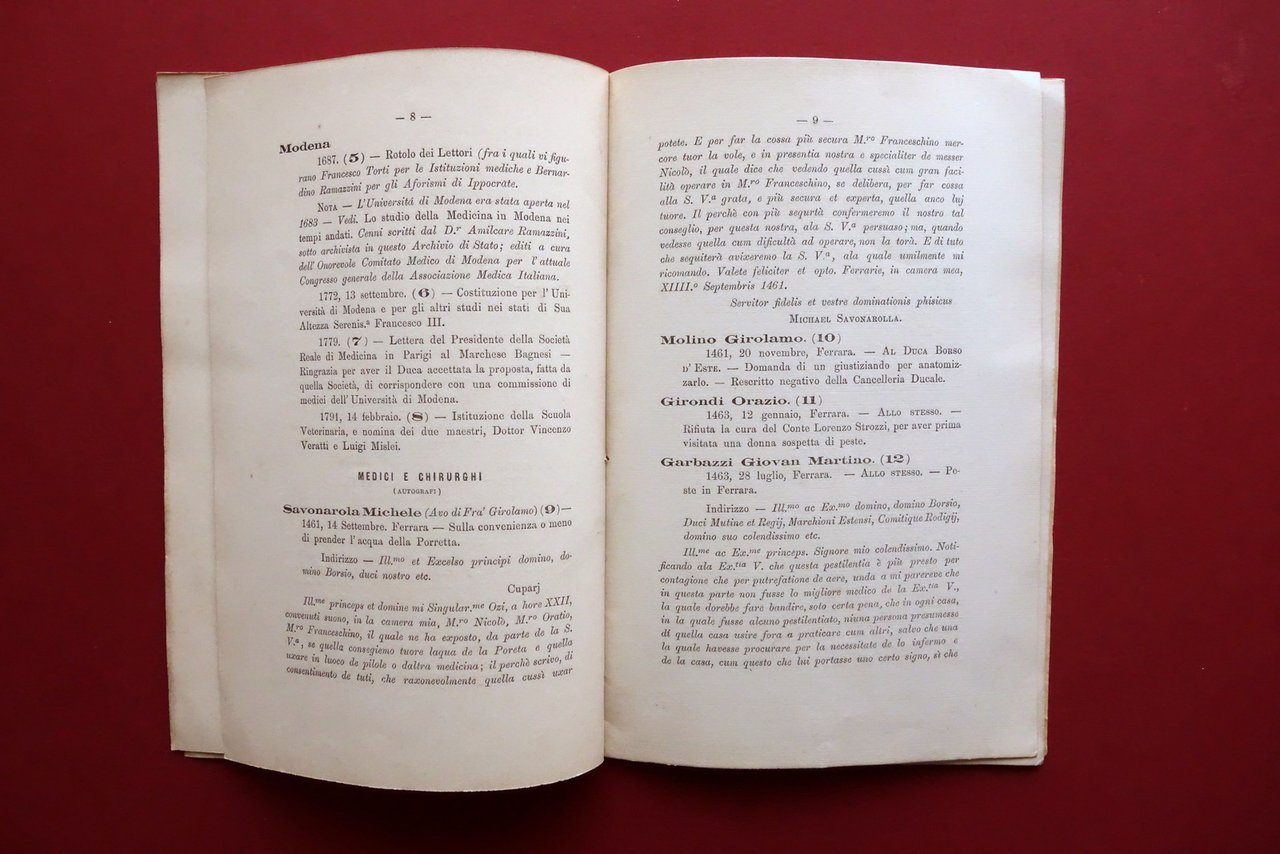 — 8 —
Modena
1687. (5) — Rotolo dei Lettori (fra i quali vi figu-
rano Francesco Torti per le Istituzioni mediche e Bernar-
dino Ramazzini per gli Aforismi di Ippocrate.
NOTA — L'Universitá di Modena era stata aperta nel
1683 — Vedi. Lo studio della Medicina in Modena nei
tempi andati. Cenni scritti dal D.r Amilcare Ramazzini,
sotto archivista in questo Archivio di Stato; editi a cura
dell'Onorevole Comitato Medico di Modena per l'attuale
Congresso generale della Associazione Medica Italiana.
1772, 13 settembre. (6) — Costituzione per l'Uni-
versità di Modena e per gli altri studi nei stati di Sua
Altezza Serenis.a Francesco III.
1779. (7) — Lettera del Presidente della Società
Reale di Medicina in Parigi al Marchese Bagnesi —
Ringrazia per aver il Duca accettata la proposta, fatta da
quella Società, di corrispondere con una commissione di
medici dell'Università di Modena.
1791, 14 febbraio. (8) — Istituzione della Scuola
Veterinaria, e nomina dei due maestri, Dottor Vincenzo
Veratti e Luigi Mislei.
MEDICI E CHIRURGHI
(AUTOGRAFI)
Savonarola Michele (Avo di Fra' Girolamo) (9) —
1461, 14 Settembre. Ferrara — Sulla convenienza o meno
di prender l'acqua della Porretta.
Indirizzo — Ill.mo et Excelso principi domino, do-
mino Borsio, duci nostro etc.
Cuparj
Ill.me princeps et domine mi Singular.me Ozi, a hore XXII,
convenuti suono, in la camera mia, M.ro Nicolò, M.ro Oratio,
M.ro Franceschino, il quale ne ha exposto, da parte de la S.
V.a, se quella consegiemo tuore laqua de la Poreta e quella
uxare in luoco de pilole o daltra medicina; il perchè scrivo, di
consentimento de tuti, che raxonevolmente quella cussì uxar
— 9 —
potete. E per far la cossa più secura M.ro Franceschino mer-
core tuor la vole, e in presentia nostra e specialiter de messer
Nicolò, il quale dice che vedendo quella cussì cum gran faci-
lità operare in M.ro Franceschino, se delibera, per far cossa
alla S. V.a grata, e più secura et experta, quella anco luj
tuore. Il perchè con più sequrtà confermeremo il nostro tal
conseglio, per questa nostra, ala S. V.a persuaso; ma, quando
vedesse quella cum dificultà ad operare, non la torà. E di tuto
che sequiterà avixeremo la S. V.a, ala quale umilmente mi
ricomando. Valete feliciter et opto. Ferrarie, in camera mea,
XIIII.o Septembris 1461.
Servitor fidelis et vestre dominationis phisicus
MICHAEL SAVONAROLLA.
Molino Girolamo. (10)
1461, 20 novembre, Ferrara. — AL DUCA BORSO
D'ESTE. — Domanda di un giustiziando per anatomiz-
zarlo. — Rescritto negativo della Cancelleria Ducale.
Girondi Orazio. (11)
1463, 12 gennaio, Ferrara. — ALLO STESSO. —
Rifiuta la cura del Conte Lorenzo Strozzi, per aver prima
visitata una donna sospetta di peste.
Garbazzi Giovan Martino. (12)
1463, 28 luglio, Ferrara. — ALLO STESSO. — Pe-
ste in Ferrara.
Indirizzo — Ill.mo ac Ex.mo domino, domino Borsio,
Duci Mutine et Regij, Marchioni Estensi, Comitique Rodigij,
domino suo colendissimo etc.
Ill.me ac Ex.me princeps. Signore mio colendissimo. Noti-
ficando ala Ex.tia V. che questa pestilentia è più presto per
contagione che per putrefatione de aere, unda a mi parereve che
in questa parte non fusse lo migliore medico de la Ex.tia V.,
la quale dorebbe fare bandire, soto certa pena, che in ogni casa,
in la quale fusse alcuno pestilentiato, niuna persona presumesse
di quella casa usire fora a praticare cum altri, salvo che una
la quale havesse procurare per la necessitate de lo infermo e
de la casa, cum questo che lui portasse uno certo signo, sì che